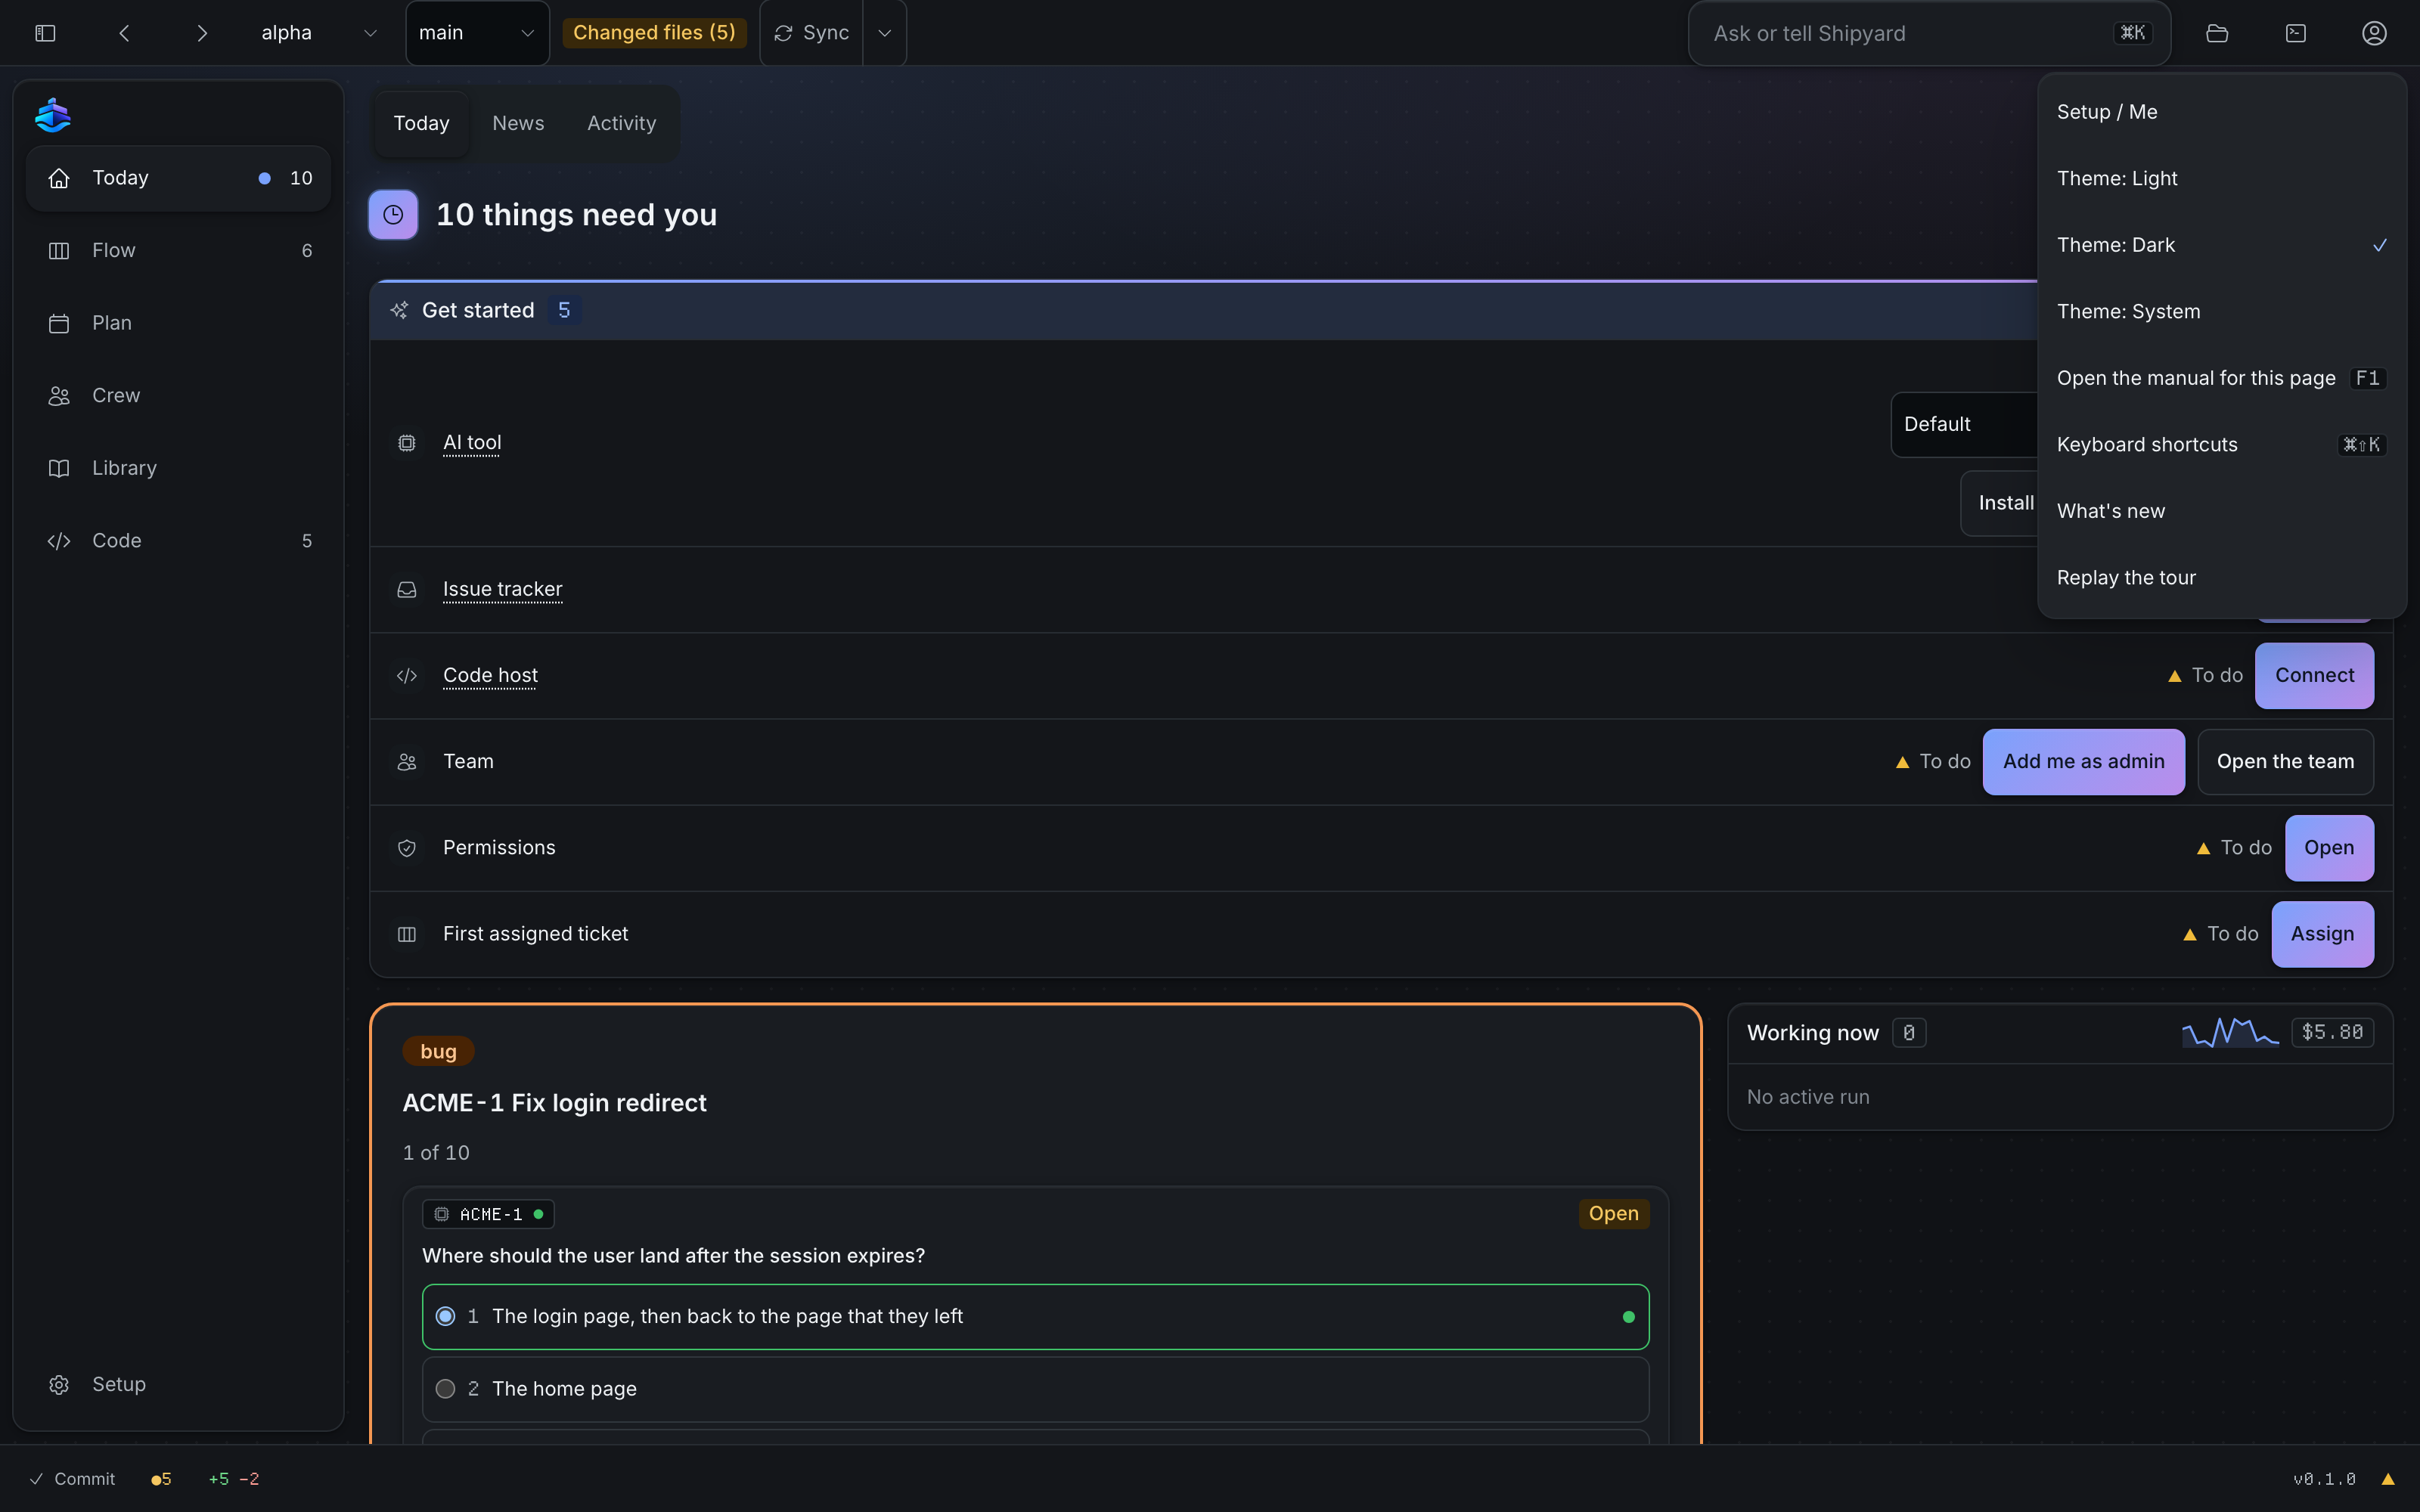 alpha
main
Changed files (5)
Sync
Ask or tell Shipyard
⌘K
Today 10
Flow 6
Plan
Crew
Library
Code 5
Setup
Today
News
Activity
10 things need you
Get started 5
AI tool
Default
Install
Issue tracker
Code host
To do
Connect
Team
To do
Add me as admin
Open the team
Permissions
To do
Open
First assigned ticket
To do
Assign
Setup / Me
Theme: Light
Theme: Dark
Theme: System
Open the manual for this page F1
Keyboard shortcuts ⌘⇧K
What's new
Replay the tour
bug
ACME-1 Fix login redirect
1 of 10
ACME-1
Open
Where should the user land after the session expires?
1 The login page, then back to the page that they left
2 The home page
Working now 0
$5.80
No active run
Commit
5
+5 -2
v0.1.0